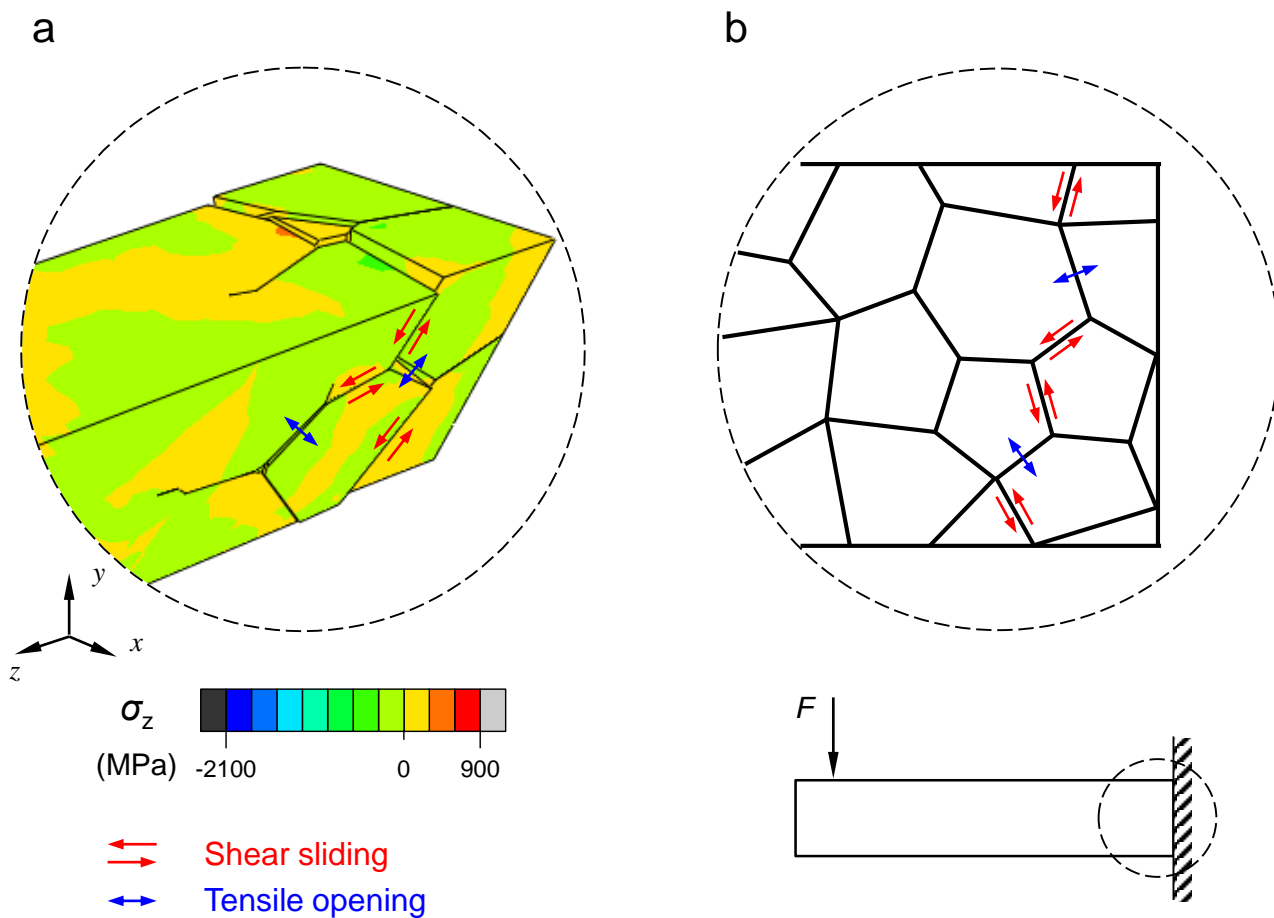 a
b
y
x
z
σz
(MPa)
-2100
0
900
Shear sliding
Tensile opening
F